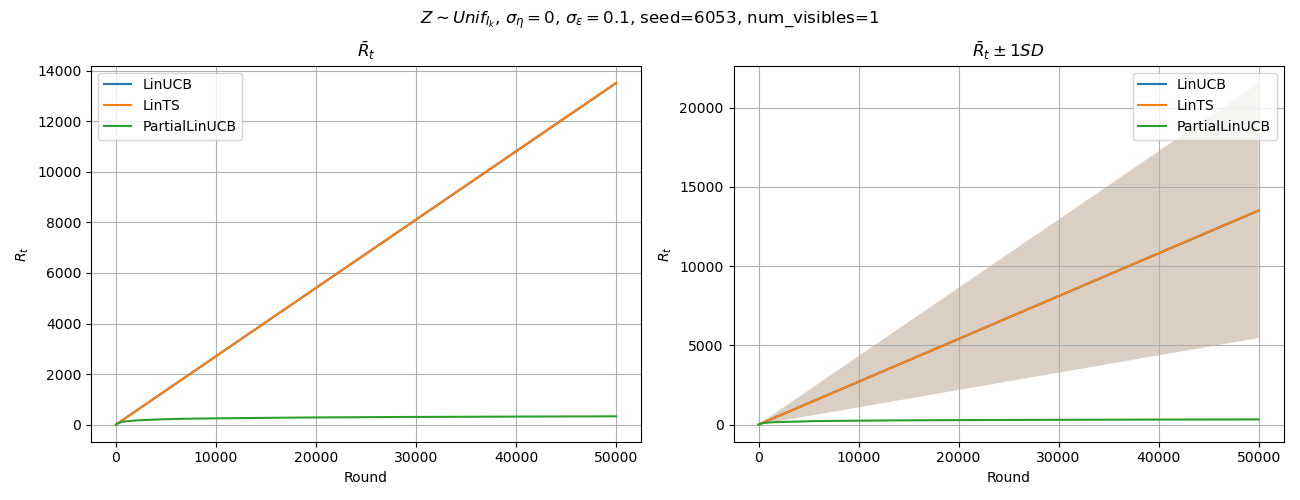 Z ∼ Unif_{I_k}, σ_η = 0, σ_ε = 0.1, seed=6053, num_visibles=1
R̄_t
14000
12000
10000
8000
6000
4000
2000
0
R_t
LinUCB
LinTS
PartialLinUCB
0 10000 20000 30000 40000 50000
Round
R̄_t ± 1SD
20000
15000
10000
5000
0
R_t
LinUCB
LinTS
PartialLinUCB
0 10000 20000 30000 40000 50000
Round